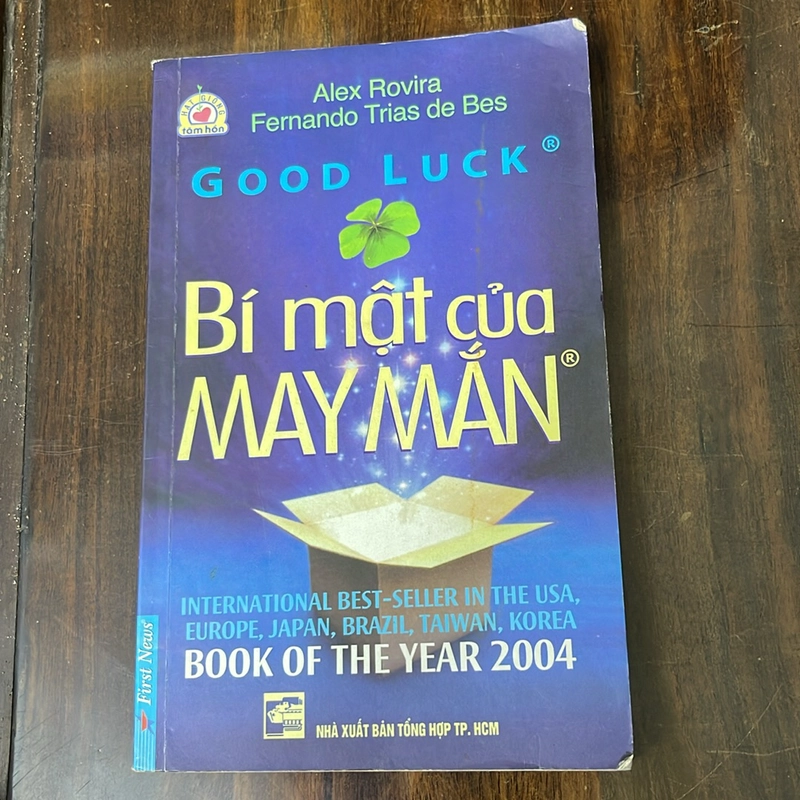 HẠT GIỐNG
tâm hồn
Alex Rovira
Fernando Trias de Bes
GOOD LUCK®
Bí mật của
MAY MẮN®
INTERNATIONAL BEST-SELLER IN THE USA,
EUROPE, JAPAN, BRAZIL, TAIWAN, KOREA
BOOK OF THE YEAR 2004
First News®
NHÀ XUẤT BẢN TỔNG HỢP TP. HCM